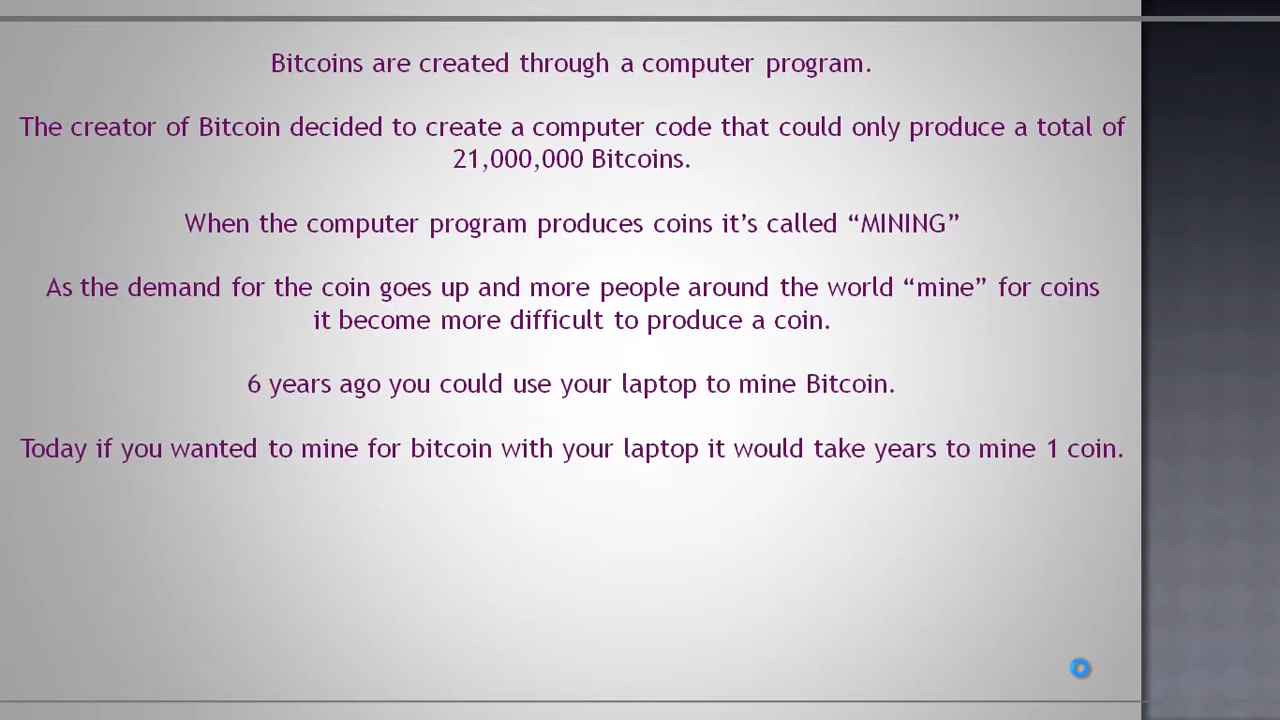 Bitcoins are created through a computer program.
The creator of Bitcoin decided to create a computer code that could only produce a total of
21,000,000 Bitcoins.
When the computer program produces coins it’s called “MINING”
As the demand for the coin goes up and more people around the world “mine” for coins
it become more difficult to produce a coin.
6 years ago you could use your laptop to mine Bitcoin.
Today if you wanted to mine for bitcoin with your laptop it would take years to mine 1 coin.